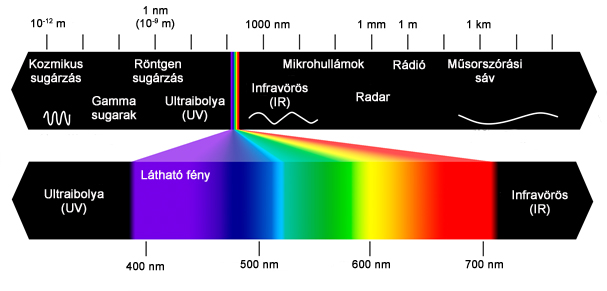 10⁻¹² m
1 nm
(10⁻⁹ m)
1000 nm
1 mm
1 m
1 km
Kozmikus
sugárzás
Gamma
sugarak
Röntgen
sugárzás
Ultraibolya
(UV)
Infravörös
(IR)
Mikrohullámok
Radar
Rádió
Műsorszórási
sáv
Ultraibolya
(UV)
Látható fény
Infravörös
(IR)
400 nm
500 nm
600 nm
700 nm